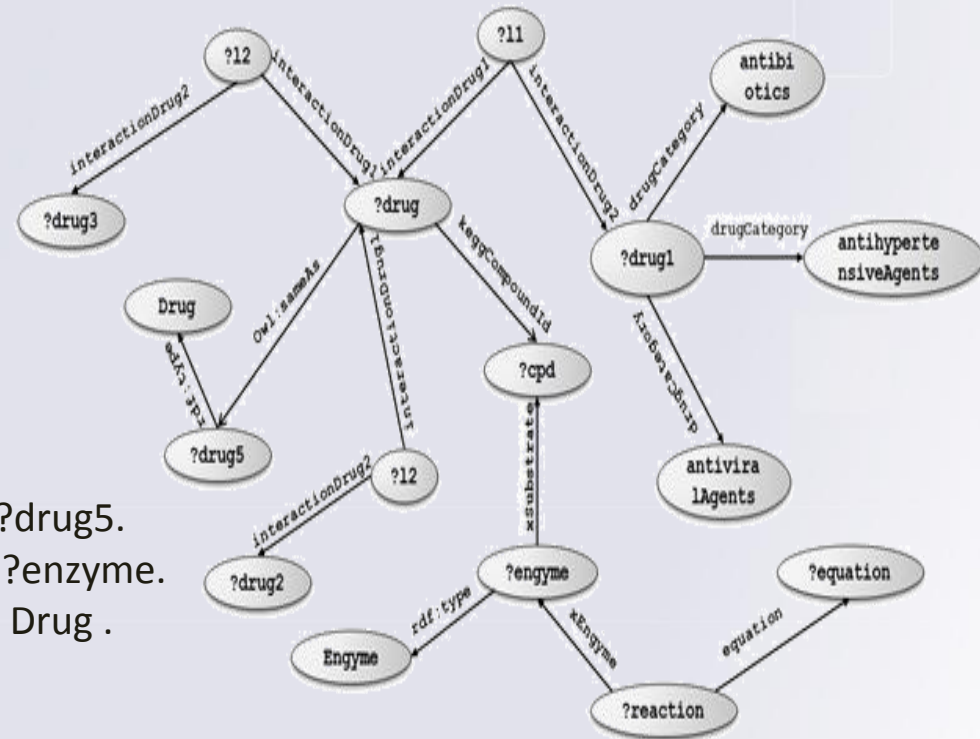 ?l2
?l1
antibi
otics
interactionDrug2
interactionDrug1
interactionDrug1
interactionDrug2
drugCategory
?drug3
?drug
?drug1
drugCategory
antihyperte
nsiveAgents
Drug
rdf:type
Owl:sameAs
interactionDrug1
keggCompoundId
drugCategory
?cpd
?drug5
?l2
xSubstrate
antivira
lAgents
interactionDrug2
?drug5.
?enzyme.
Drug .
?drug2
?engyme
?equation
rdf:type
xEngyme
equation
Engyme
?reaction